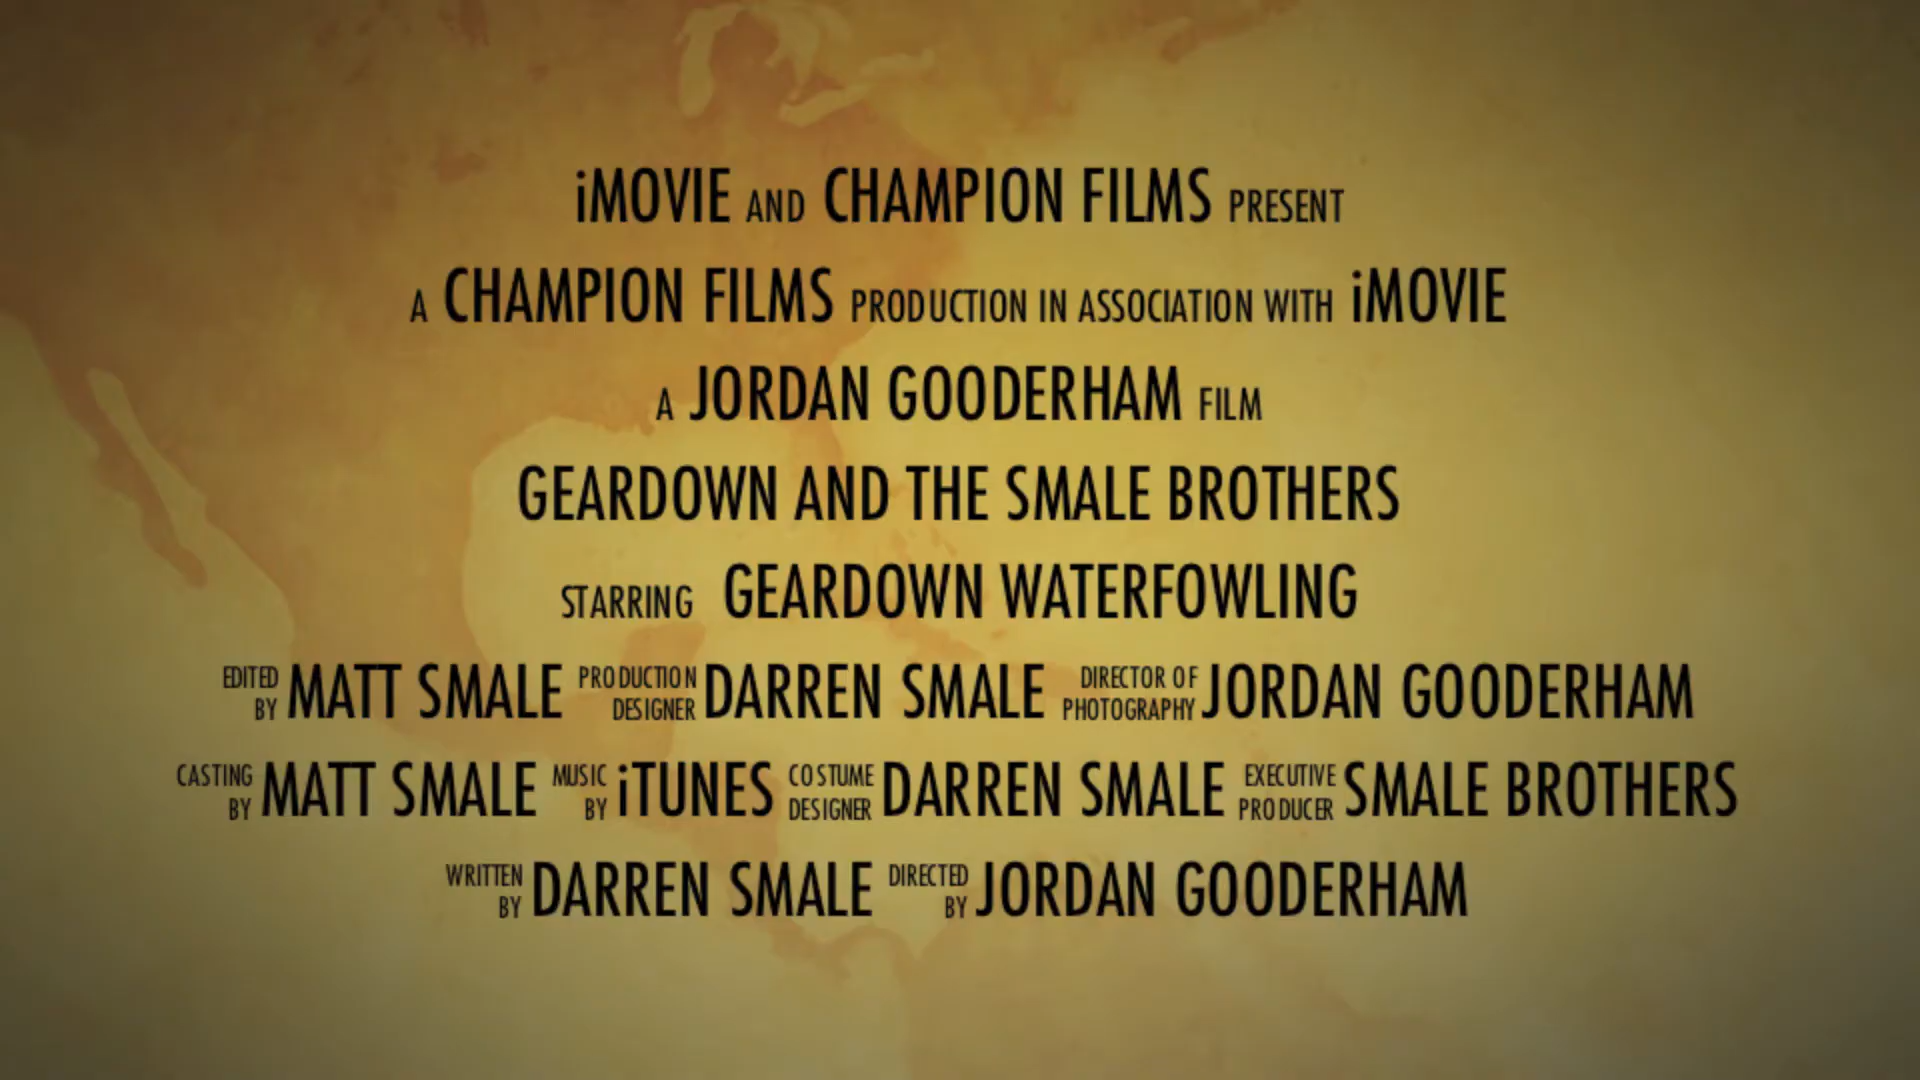 iMOVIE AND CHAMPION FILMS PRESENT
A CHAMPION FILMS PRODUCTION IN ASSOCIATION WITH iMOVIE
A JORDAN GOODERHAM FILM
GEARDOWN AND THE SMALE BROTHERS
STARRING GEARDOWN WATERFOWLING
EDITED BY MATT SMALE PRODUCTION DESIGNER DARREN SMALE DIRECTOR OF PHOTOGRAPHY JORDAN GOODERHAM
CASTING BY MATT SMALE MUSIC BY iTUNES COSTUME DESIGNER DARREN SMALE EXECUTIVE PRODUCER SMALE BROTHERS
WRITTEN BY DARREN SMALE DIRECTED BY JORDAN GOODERHAM